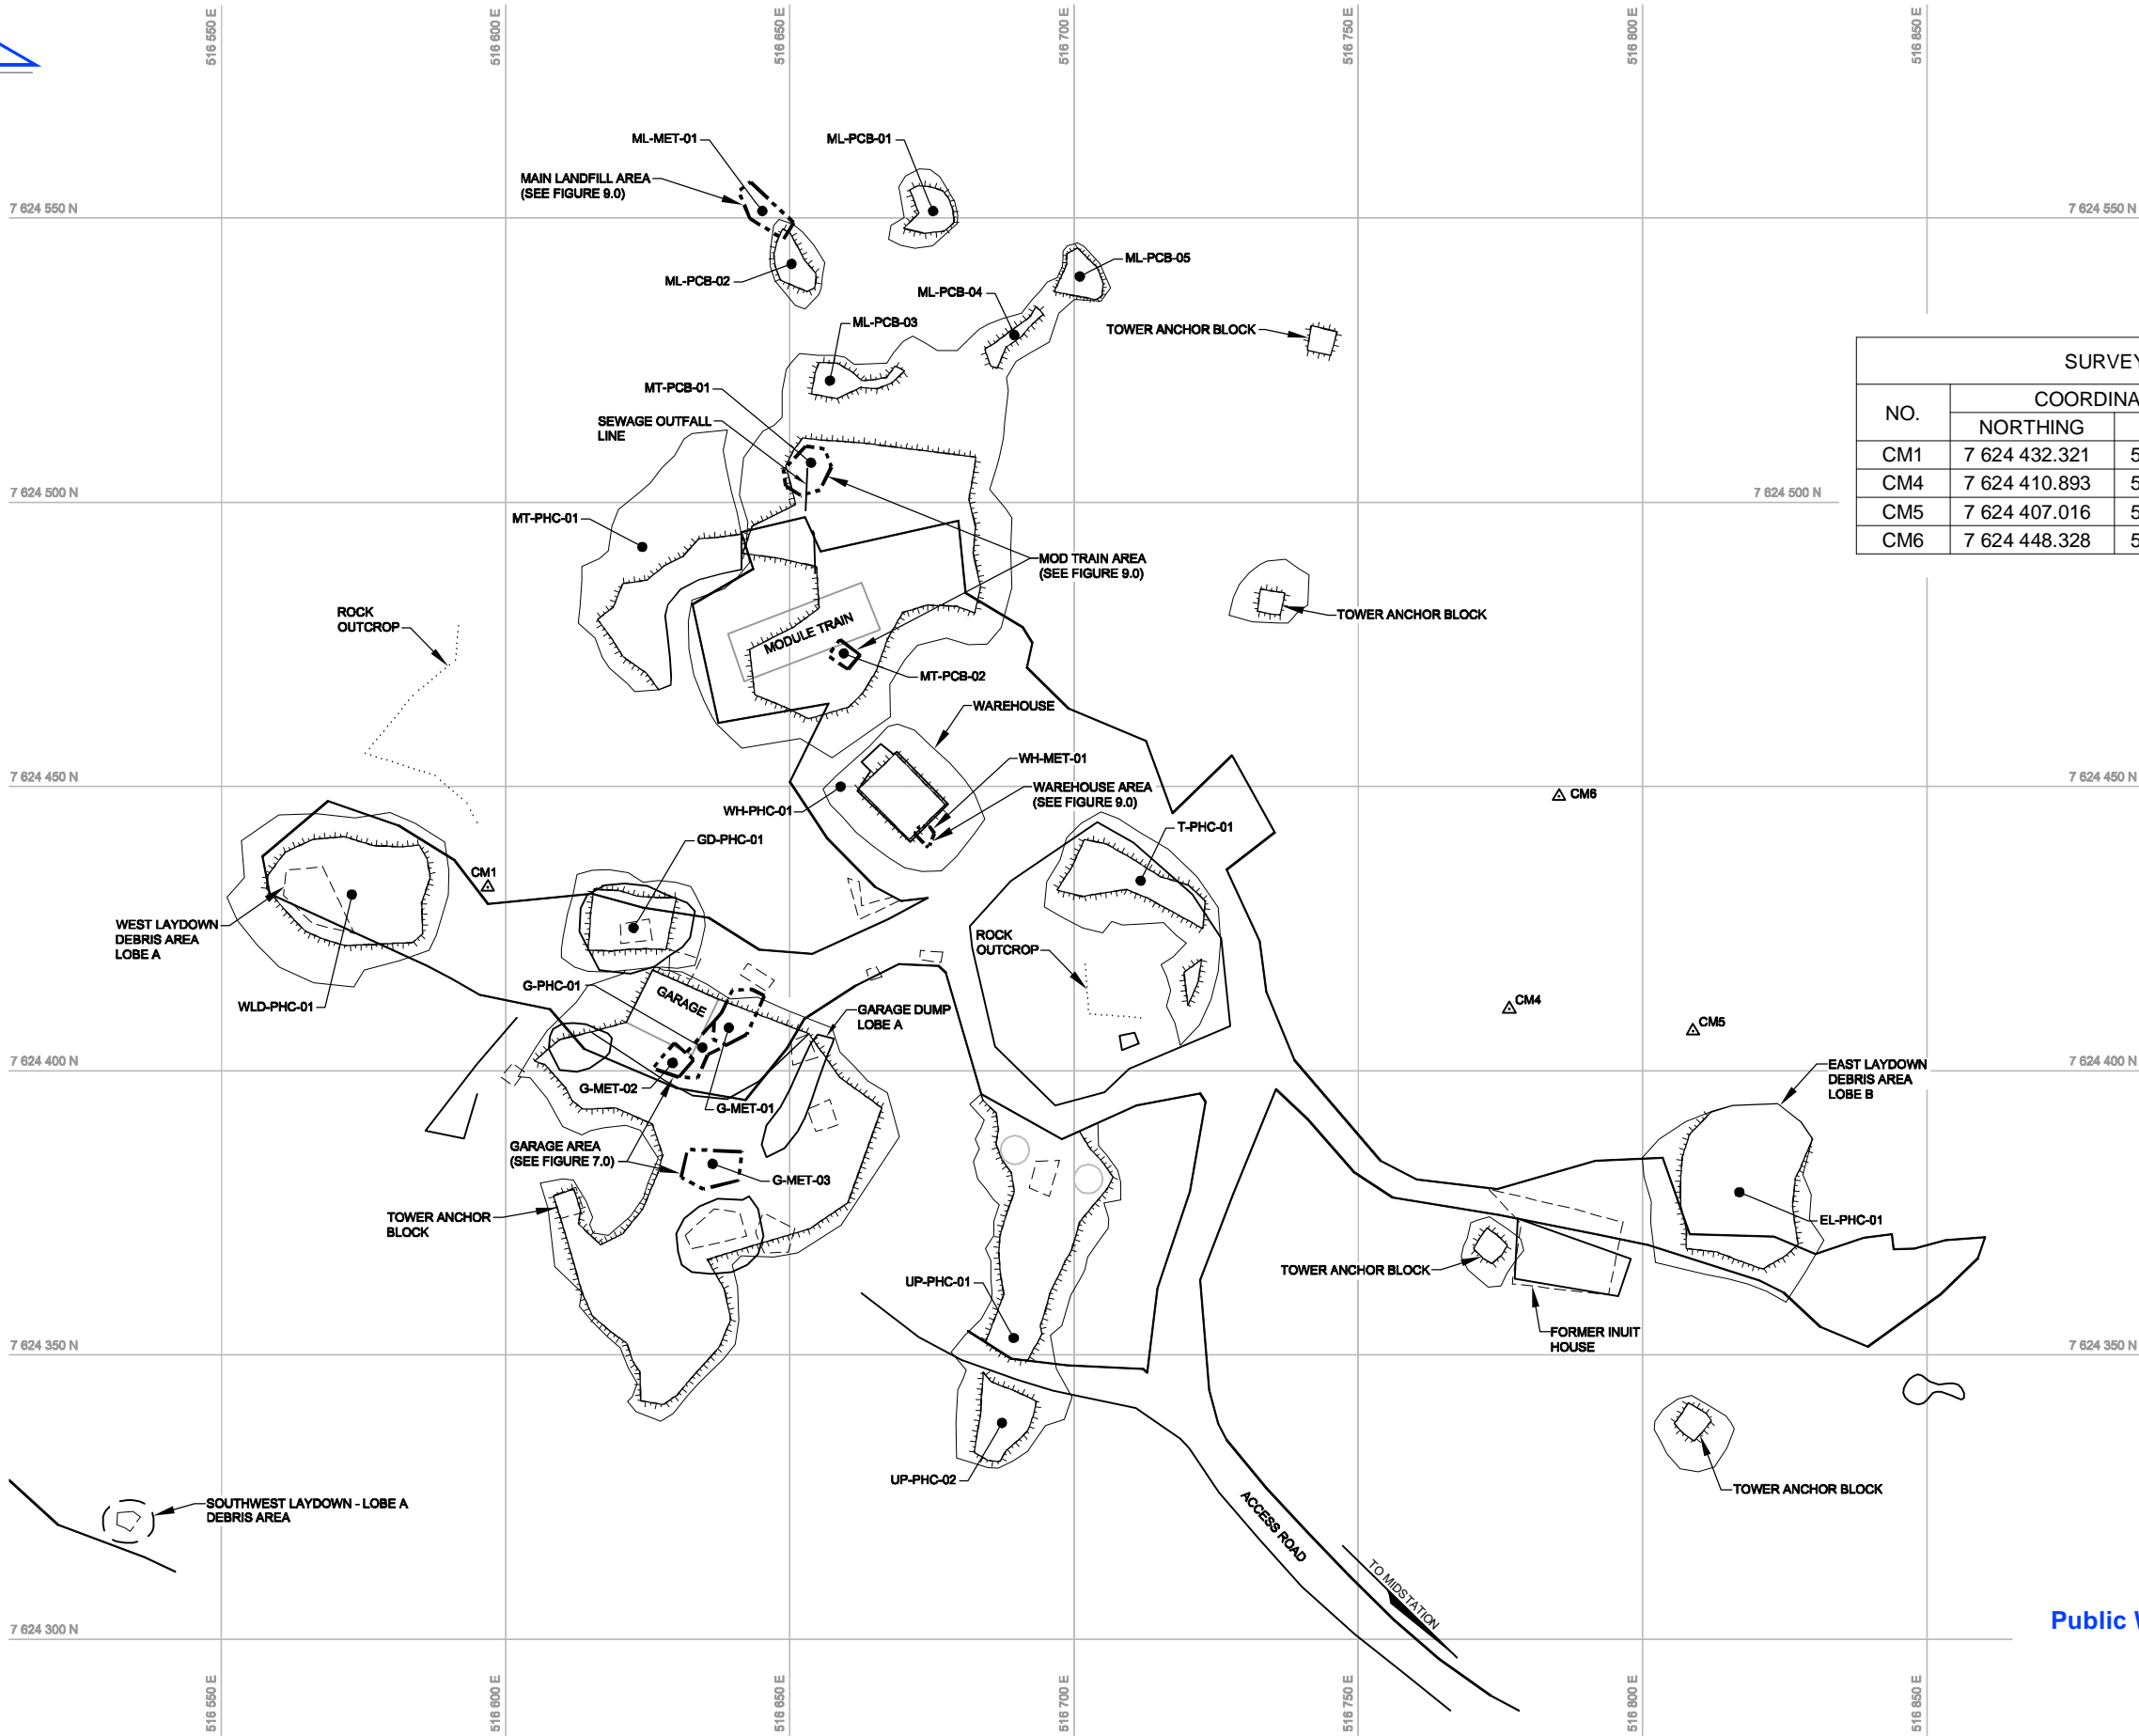 516 550 E
516 600 E
516 650 E
516 700 E
516 750 E
516 800 E
516 850 E
ML-MET-01
ML-PCB-01
MAIN LANDFILL AREA
(SEE FIGURE 9.0)
7 624 550 N
7 624 550 N
ML-PCB-02
ML-PCB-05
ML-PCB-04
ML-PCB-03
TOWER ANCHOR BLOCK
SURVEY
NO.
COORDINA
NORTHING
CM1 7 624 432.321 5
CM4 7 624 410.893 5
CM5 7 624 407.016 5
CM6 7 624 448.328 5
MT-PCB-01
SEWAGE OUTFALL
LINE
7 624 500 N
7 624 500 N
MT-PHC-01
MOD TRAIN AREA
(SEE FIGURE 9.0)
ROCK
OUTCROP
TOWER ANCHOR BLOCK
MODULE TRAIN
MT-PCB-02
WAREHOUSE
WH-MET-01
7 624 450 N
7 624 450 N
WAREHOUSE AREA
(SEE FIGURE 9.0)
CM6
WH-PHC-01
T-PHC-01
GD-PHC-01
CM1
WEST LAYDOWN
DEBRIS AREA
LOBE A
ROCK
OUTCROP
G-PHC-01
GARAGE
WLD-PHC-01
GARAGE DUMP
LOBE A
CM4
CM5
7 624 400 N
7 624 400 N
EAST LAYDOWN
DEBRIS AREA
LOBE B
G-MET-02
G-MET-01
GARAGE AREA
(SEE FIGURE 7.0)
G-MET-03
TOWER ANCHOR
BLOCK
EL-PHC-01
TOWER ANCHOR BLOCK
UP-PHC-01
FORMER INUIT
HOUSE
7 624 350 N
7 624 350 N
UP-PHC-02
TOWER ANCHOR BLOCK
SOUTHWEST LAYDOWN - LOBE A
DEBRIS AREA
ACCESS ROAD
TO MIDSTATION
7 624 300 N
Public
516 550 E
516 600 E
516 650 E
516 700 E
516 750 E
516 800 E
516 850 E